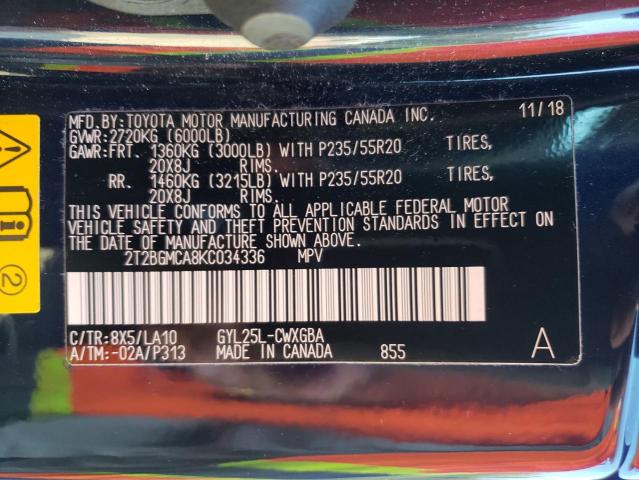 MFD.BY:TOYOTA MOTOR MANUFACTURING CANADA INC. 11/18
GVWR:2720KG (6000LB)
GAWR:FRT. 1360KG (3000LB) WITH P235/55R20 TIRES,
20X8J RIMS.
RR. 1460KG (3215LB) WITH P235/55R20 TIRES,
20X8J RIMS.
THIS VEHICLE CONFORMS TO ALL APPLICABLE FEDERAL MOTOR
VEHICLE SAFETY AND THEFT PREVENTION STANDARDS IN EFFECT ON
THE DATE OF MANUFACTURE SHOWN ABOVE.
2T2BGMCA8KC034336 MPV
C/TR:8X5/LA10 GYL25L-CWXGBA
A/TM:-02A/P313 MADE IN CANADA 855 A
2